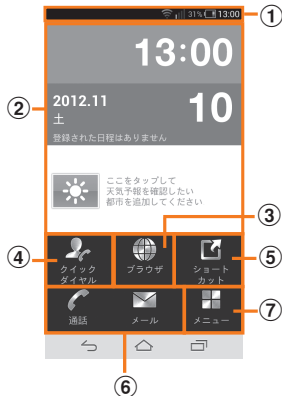 31% 13:00
①
13:00
②
2012.11
土
10
登録された日程はありません
ここをタップして
天気予報を確認したい
都市を追加してください
③
④
クイック
ダイヤル
ブラウザ
ショート
カット
⑤
通話
メール
メニュー
⑦
⑥